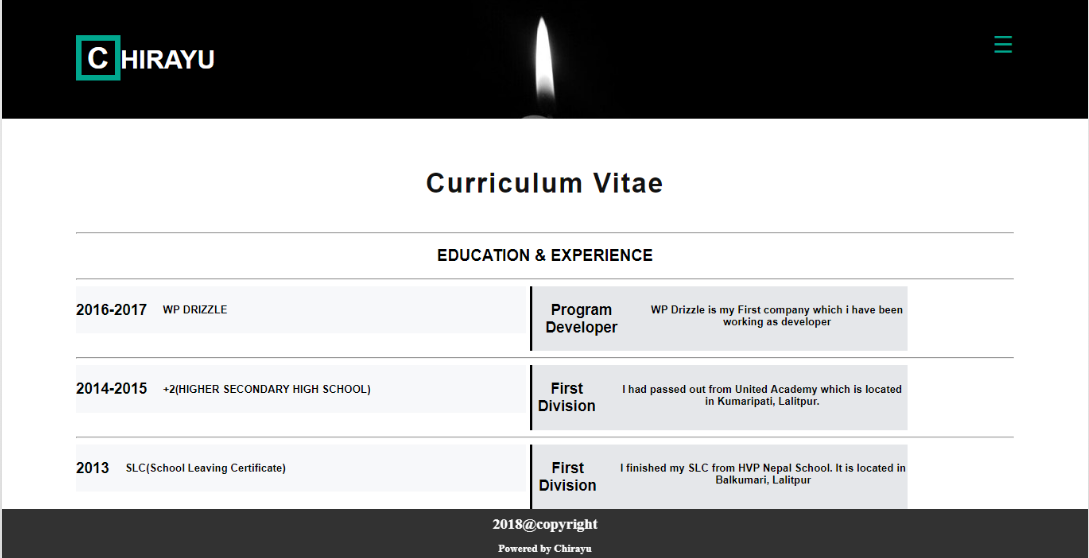 CHIRAYU
Curriculum Vitae
EDUCATION & EXPERIENCE
2016-2017 WP DRIZZLE
Program
Developer
WP Drizzle is my First company which i have been
working as developer
2014-2015 +2(HIGHER SECONDARY HIGH SCHOOL)
First
Division
I had passed out from United Academy which is located
in Kumaripati, Lalitpur.
2013 SLC(School Leaving Certificate)
First
Division
I finished my SLC from HVP Nepal School. It is located in
Balkumari, Lalitpur
2018@copyright
Powered by Chirayu